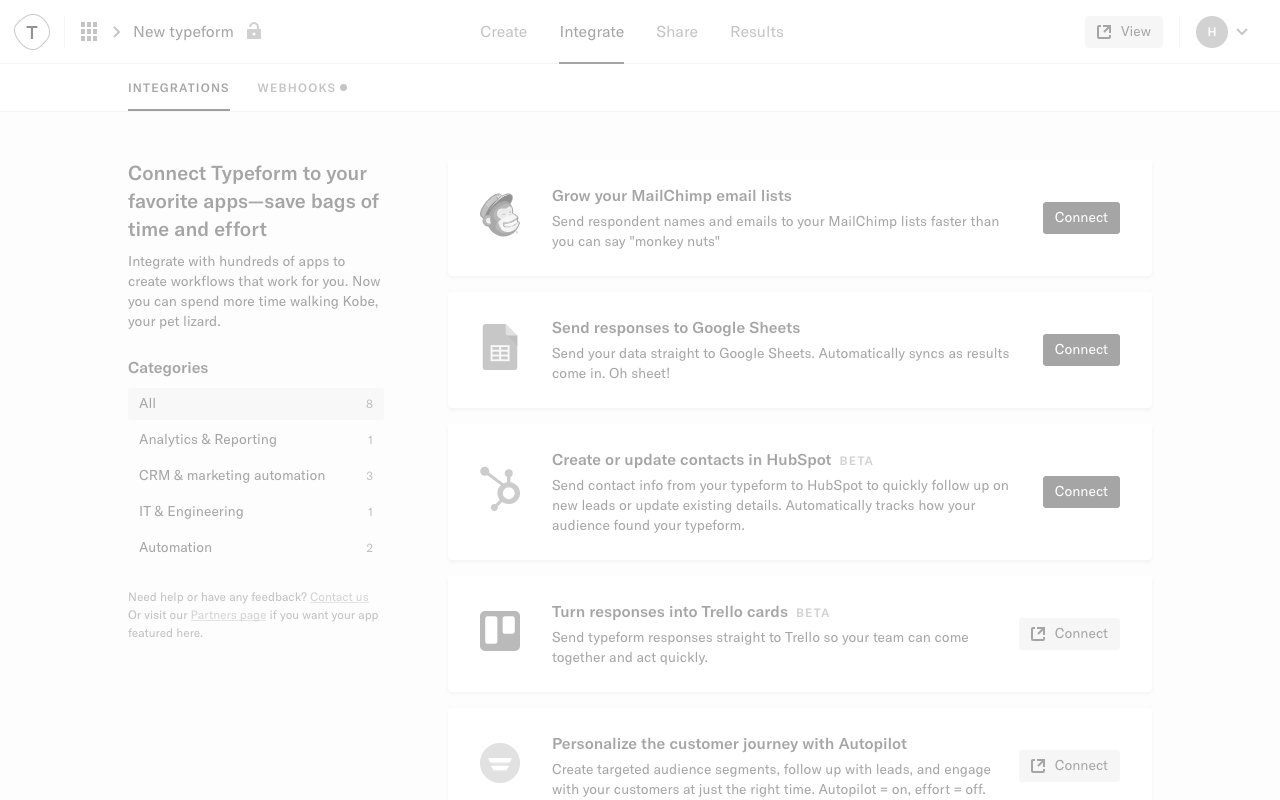 T
New typeform
Create
Integrate
Share
Results
View
H
INTEGRATIONS
WEBHOOKS
Connect Typeform to your
favorite apps—save bags of
time and effort
Integrate with hundreds of apps to
create workflows that work for you. Now
you can spend more time walking Kobe,
your pet lizard.
Categories
All 8
Analytics & Reporting 1
CRM & marketing automation 3
IT & Engineering 1
Automation 2
Need help or have any feedback? Contact us
Or visit our Partners page if you want your app
featured here.
Grow your MailChimp email lists
Send respondent names and emails to your MailChimp lists faster than
you can say "monkey nuts"
Connect
Send responses to Google Sheets
Send your data straight to Google Sheets. Automatically syncs as results
come in. Oh sheet!
Connect
Create or update contacts in HubSpot BETA
Send contact info from your typeform to HubSpot to quickly follow up on
new leads or update existing details. Automatically tracks how your
audience found your typeform.
Connect
Turn responses into Trello cards BETA
Send typeform responses straight to Trello so your team can come
together and act quickly.
Connect
Personalize the customer journey with Autopilot
Create targeted audience segments, follow up with leads, and engage
with your customers at just the right time. Autopilot = on, effort = off.
Connect